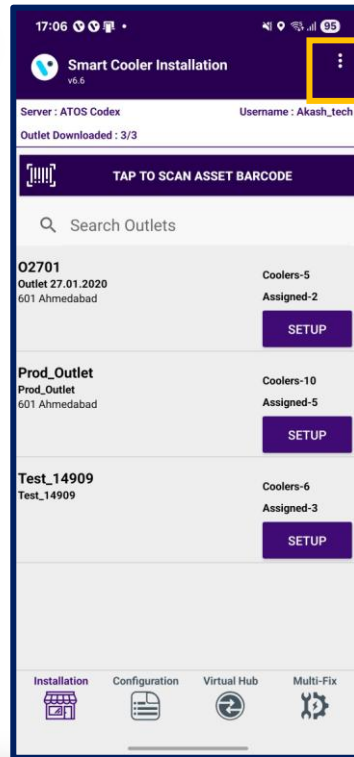 17:06
95
Smart Cooler Installation
v6.6
Server : ATOS Codex
Username : Akash_tech
Outlet Downloaded : 3/3
TAP TO SCAN ASSET BARCODE
Search Outlets
O2701
Outlet 27.01.2020
601 Ahmedabad
Coolers-5
Assigned-2
SETUP
Prod_Outlet
Prod_Outlet
601 Ahmedabad
Coolers-10
Assigned-5
SETUP
Test_14909
Test_14909
Coolers-6
Assigned-3
SETUP
Installation
Configuration
Virtual Hub
Multi-Fix